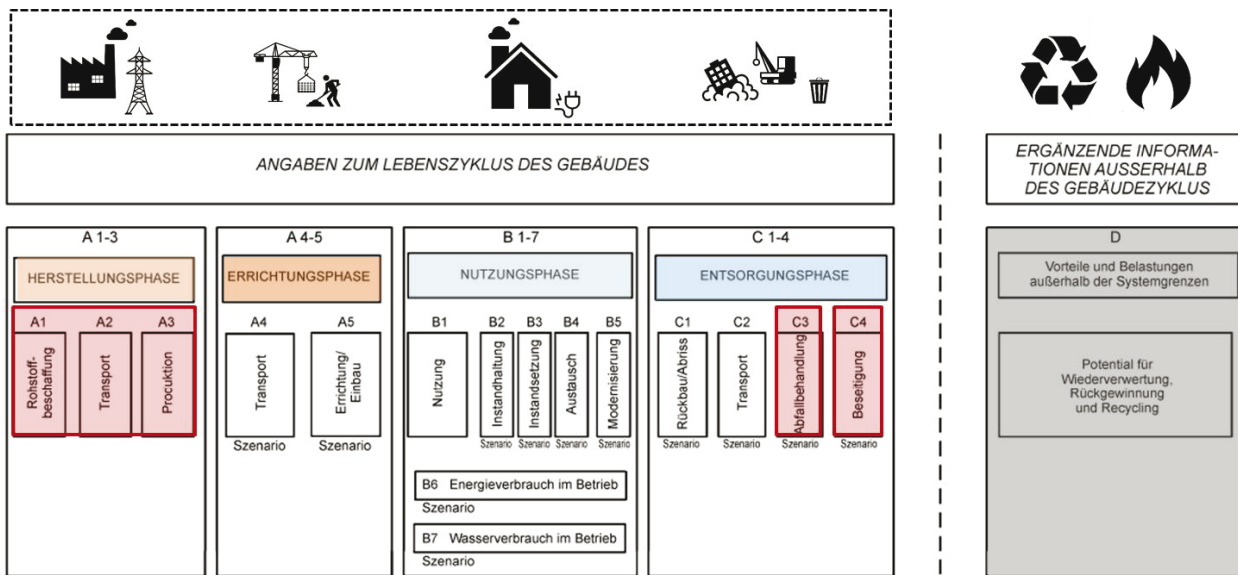 ANGABEN ZUM LEBENSZYKLUS DES GEBÄUDES
ERGÄNZENDE INFORMA-
TIONEN AUSSERHALB
DES GEBÄUDEZYKLUS
A 1-3
HERSTELLUNGSPHASE
A1
A2
A3
Rohstoff-
beschaffung
Transport
Procuktion
A 4-5
ERRICHTUNGSPHASE
A4
A5
Transport
Errichtung/
Einbau
Szenario
Szenario
B 1-7
NUTZUNGSPHASE
B1
B2
B3
B4
B5
Nutzung
Instandhaltung
Instandsetzung
Austausch
Modernisierung
Szenario
Szenario
Szenario
Szenario
B6 Energieverbrauch im Betrieb
Szenario
B7 Wasserverbrauch im Betrieb
Szenario
C 1-4
ENTSORGUNGSPHASE
C1
C2
C3
C4
Rückbau/Abriss
Transport
Abfallbehandlung
Beseitigung
Szenario
Szenario
Szenario
Szenario
D
Vorteile und Belastungen
außerhalb der Systemgrenzen
Potential für
Wiederverwertung,
Rückgewinnung
und Recycling